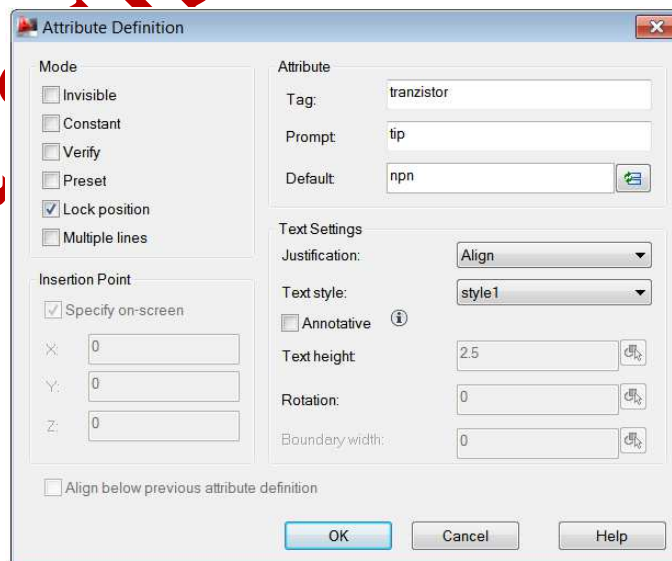 Attribute Definition
Mode
Invisible
Constant
Verify
Preset
Lock position
Multiple lines
Insertion Point
Specify on-screen
X: 0
Y: 0
Z: 0
Attribute
Tag: tranzistor
Prompt: tip
Default: npn
Text Settings
Justification: Align
Text style: style1
Annotative
Text height: 2.5
Rotation: 0
Boundary width: 0
Align below previous attribute definition
OK Cancel Help